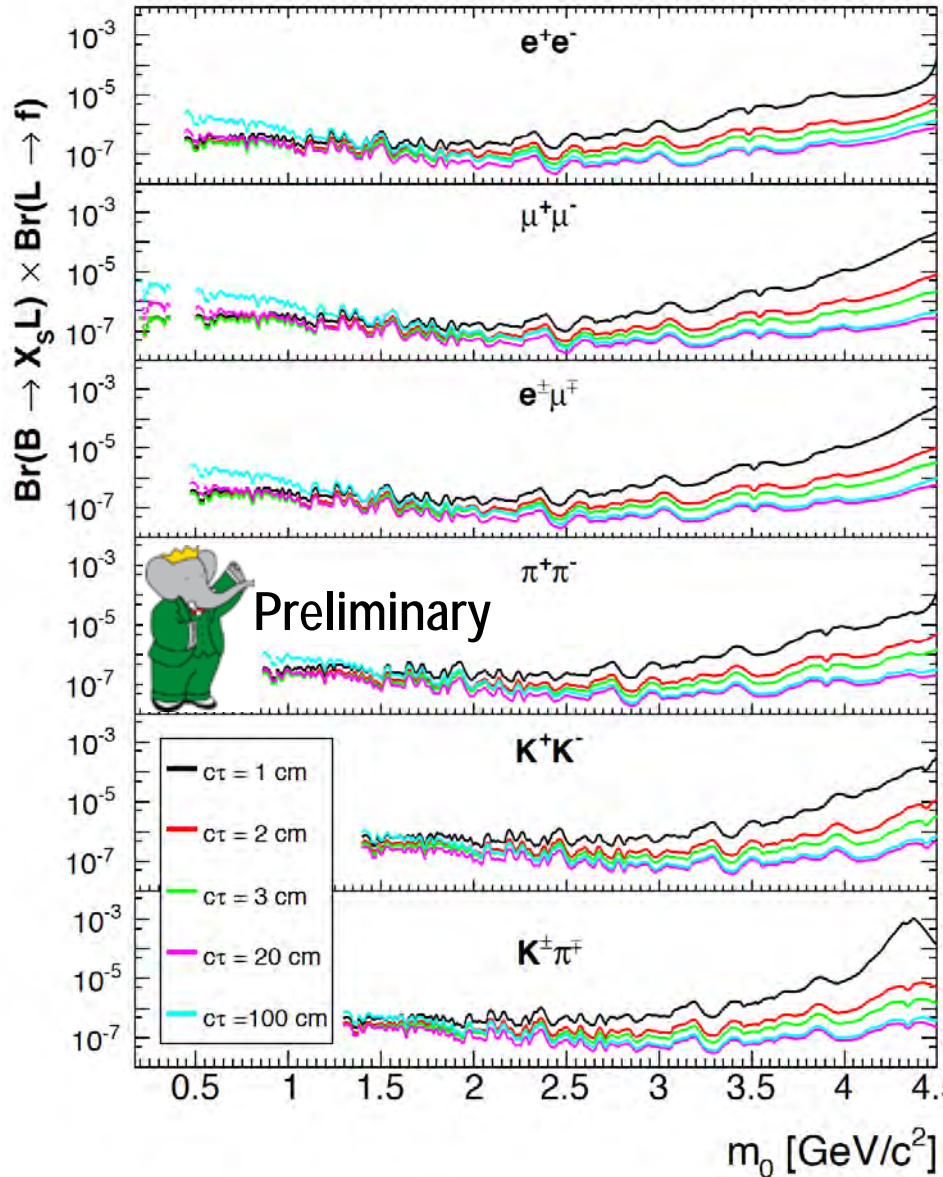 Br(B → X_S L) × Br(L → f)
10⁻³
10⁻⁵
10⁻⁷
e⁺e⁻
10⁻³
10⁻⁵
10⁻⁷
μ⁺μ⁻
10⁻³
10⁻⁵
10⁻⁷
e±μ∓
10⁻³
10⁻⁵
10⁻⁷
π⁺π⁻
Preliminary
10⁻³
10⁻⁵
10⁻⁷
K⁺K⁻
10⁻³
10⁻⁵
10⁻⁷
K±π∓
cτ = 1 cm
cτ = 2 cm
cτ = 3 cm
cτ = 20 cm
cτ =100 cm
0.5 1 1.5 2 2.5 3 3.5 4 4.
m₀ [GeV/c²]